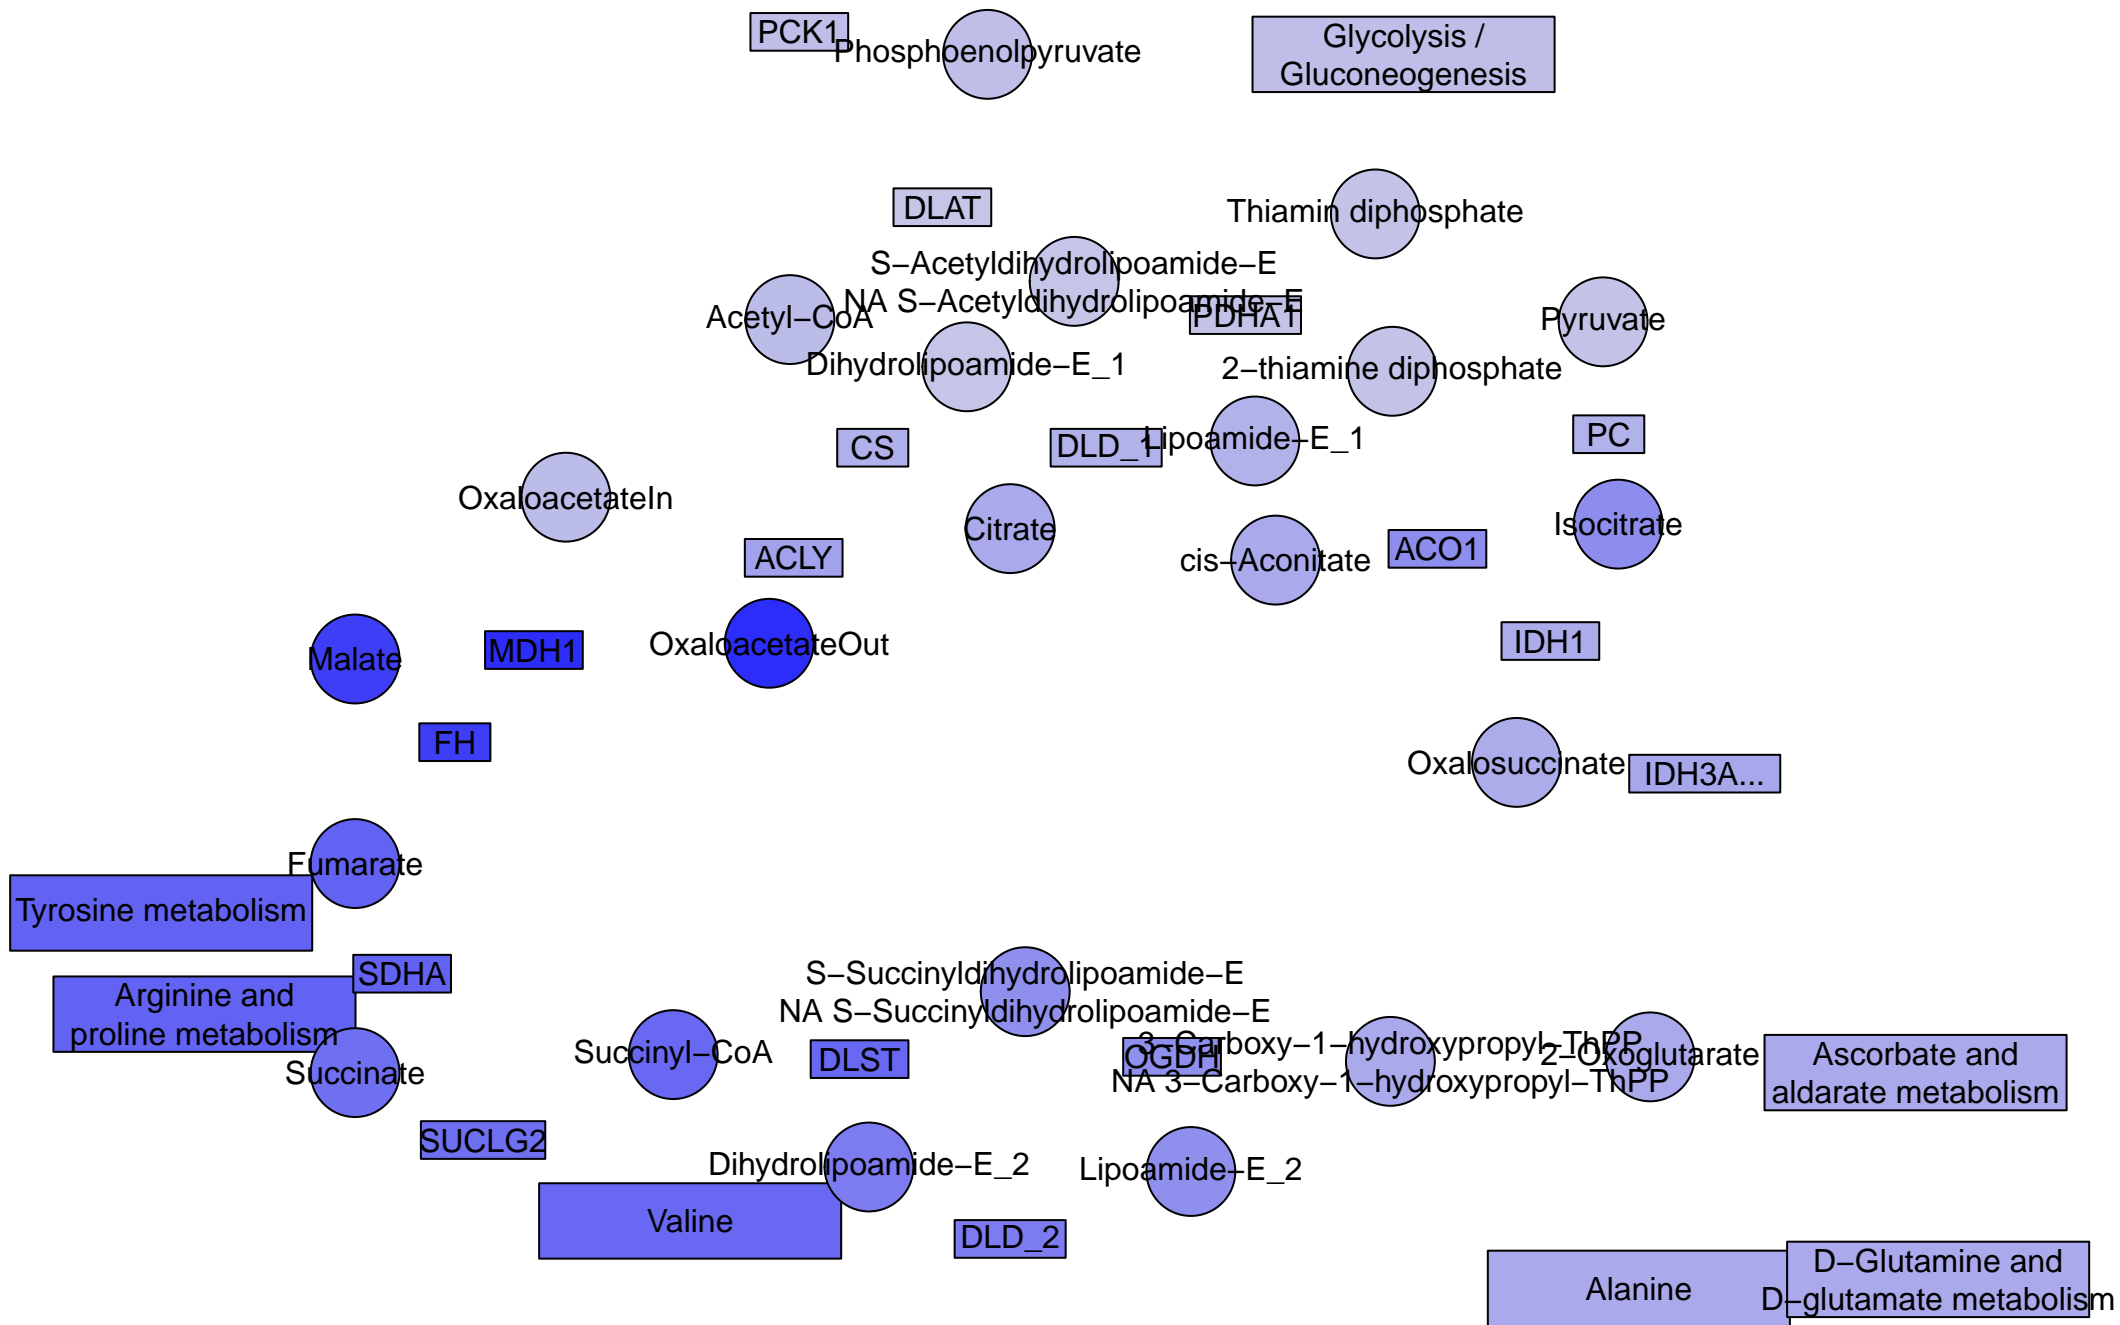 PCK1
Phosphoenolpyruvate
Glycolysis /
Gluconeogenesis
DLAT
Thiamin diphosphate
S−Acetyldihydrolipoamide−E
NA S−Acetyldihydrolipoamide−E
Acetyl−CoA
PDHA1
Pyruvate
Dihydrolipoamide−E_1
2−thiamine diphosphate
CS
DLD_1
Lipoamide−E_1
PC
OxaloacetateIn
Citrate
Isocitrate
ACLY
cis−Aconitate
ACO1
Malate
MDH1
OxaloacetateOut
IDH1
FH
Oxalosuccinate
IDH3A...
Fumarate
Tyrosine metabolism
SDHA
Arginine and
proline metabolism
S−Succinyldihydrolipoamide−E
NA S−Succinyldihydrolipoamide−E
Succinate
Succinyl−CoA
DLST
OGDH
3−Carboxy−1−hydroxypropyl−ThPP
NA 3−Carboxy−1−hydroxypropyl−ThPP
2−Oxoglutarate
Ascorbate and
aldarate metabolism
SUCLG2
Dihydrolipoamide−E_2
Lipoamide−E_2
Valine
DLD_2
Alanine
D−Glutamine and
D−glutamate metabolism